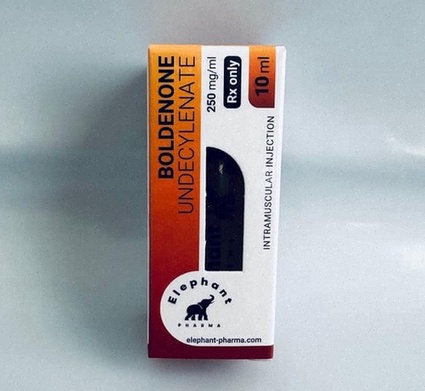 BOLDENONE
UNDECYLENATE
250 mg/ml
Rx only
10 ml
INTRAMUSCULAR INJECTION
Elephant
PHARMA
elephant-pharma.com